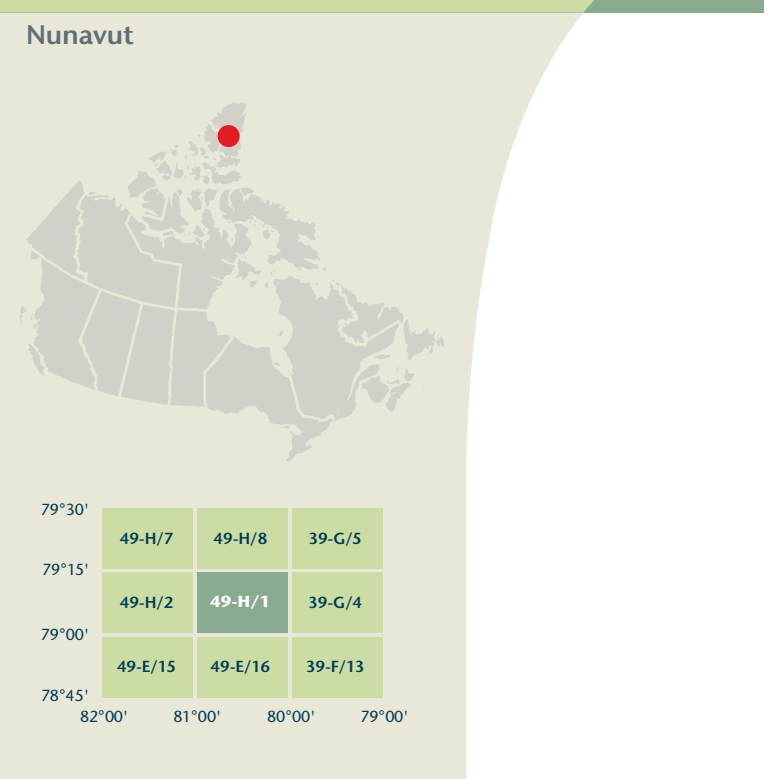 Nunavut
79°30'
49-H/7 49-H/8 39-G/5
79°15'
49-H/2 49-H/1 39-G/4
79°00'
49-E/15 49-E/16 39-F/13
78°45'
82°00' 81°00' 80°00' 79°00'